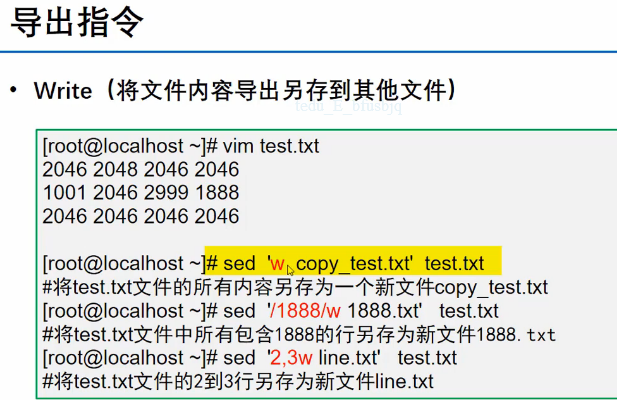 导出指令
• Write（将文件内容导出另存到其他文件）
[root@localhost ~]# vim test.txt
2046 2048 2046 2046
1001 2046 2999 1888
2046 2046 2046 2046
[root@localhost ~]# sed 'w copy_test.txt' test.txt
#将test.txt文件的所有内容另存为一个新文件copy_test.txt
[root@localhost ~]# sed '/1888/w 1888.txt' test.txt
#将test.txt文件中所有包含1888的行另存为新文件1888.txt
[root@localhost ~]# sed '2,3w line.txt' test.txt
#将test.txt文件的2到3行另存为新文件line.txt